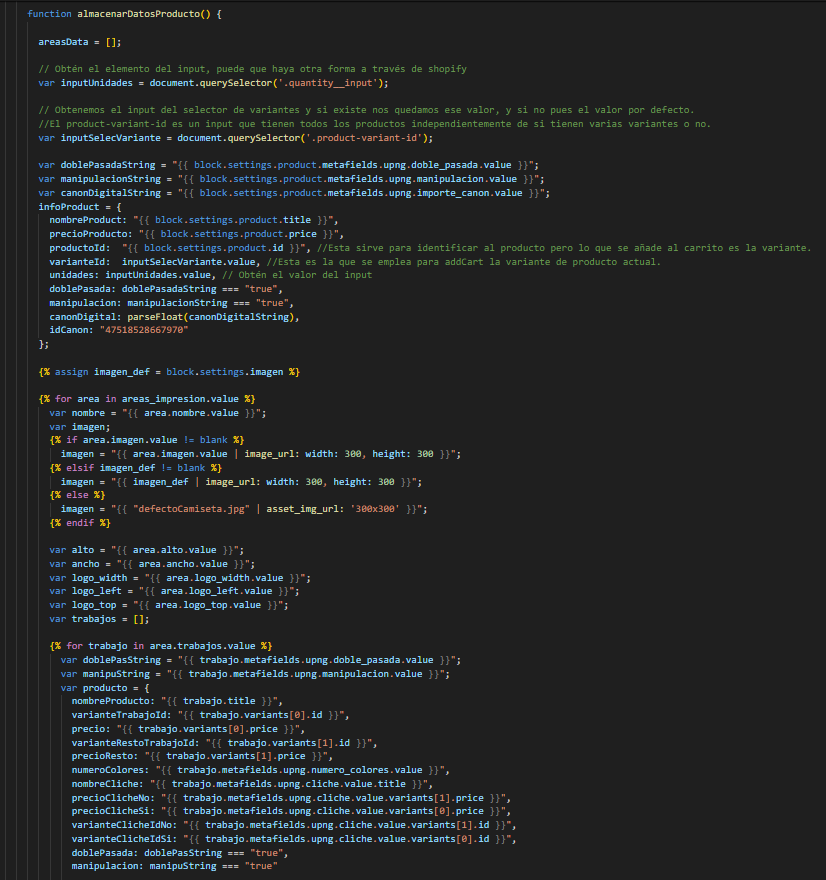 function almacenarDatosProducto() {
areasData = [];
// Obtén el elemento del input, puede que haya otra forma a través de shopify
var inputUnidades = document.querySelector('.quantity__input');
// Obtenemos el input del selector de variantes y si existe nos quedamos ese valor, y si no pues el valor por defecto.
//El product-variant-id es un input que tienen todos los productos independientemente de si tienen varias variantes o no.
var inputSelecVariante = document.querySelector('.product-variant-id');
var doblePasadaString = "{{ block.settings.product.metafields.upng.doble_pasada.value }}";
var manipulacionString = "{{ block.settings.product.metafields.upng.manipulacion.value }}";
var canonDigitalString = "{{ block.settings.product.metafields.upng.importe_canon.value }}";
infoProduct = {
nombreProduct: "{{ block.settings.product.title }}",
precioProducto: "{{ block.settings.product.price }}",
productoId:  "{{ block.settings.product.id }}", //Esta sirve para identificar al producto pero lo que se añade al carrito es la variante.
varianteId:  inputSelecVariante.value, //Esta es la que se emplea para addCart la variante de producto actual.
unidades: inputUnidades.value, // Obtén el valor del input
doblePasada: doblePasadaString === "true",
manipulacion: manipulacionString === "true",
canonDigital: parseFloat(canonDigitalString),
idCanon: "47518528667970"
};
{% assign imagen_def = block.settings.imagen %}
{% for area in areas_impresion.value %}
var nombre = "{{ area.nombre.value }}";
var imagen;
{% if area.imagen.value != blank %}
imagen = "{{ area.imagen.value | image_url: width: 300, height: 300 }}";
{% elsif imagen_def != blank %}
imagen = "{{ imagen_def | image_url: width: 300, height: 300 }}";
{% else %}
imagen = "{{ "defectoCamiseta.jpg" | asset_img_url: '300x300' }}";
{% endif %}
var alto = "{{ area.alto.value }}";
var ancho = "{{ area.ancho.value }}";
var logo_width = "{{ area.logo_width.value }}";
var logo_left = "{{ area.logo_left.value }}";
var logo_top = "{{ area.logo_top.value }}";
var trabajos = [];
{% for trabajo in area.trabajos.value %}
var doblePasString = "{{ trabajo.metafields.upng.doble_pasada.value }}";
var manipuString = "{{ trabajo.metafields.upng.manipulacion.value }}";
var producto = {
nombreProducto: "{{ trabajo.title }}",
varianteTrabajoId: "{{ trabajo.variants[0].id }}",
precio: "{{ trabajo.variants[0].price }}",
varianteRestoTrabajoId: "{{ trabajo.variants[1].id }}",
precioResto: "{{ trabajo.variants[1].price }}",
numeroColores: "{{ trabajo.metafields.upng.numero_colores.value }}",
nombreCliche: "{{ trabajo.metafields.upng.cliche.value.title }}",
precioClicheNo: "{{ trabajo.metafields.upng.cliche.value.variants[1].price }}",
precioClicheSi: "{{ trabajo.metafields.upng.cliche.value.variants[0].price }}",
varianteClicheIdNo: "{{ trabajo.metafields.upng.cliche.value.variants[1].id }}",
varianteClicheIdSi: "{{ trabajo.metafields.upng.cliche.value.variants[0].id }}",
doblePasada: doblePasString === "true",
manipulacion: manipuString === "true"